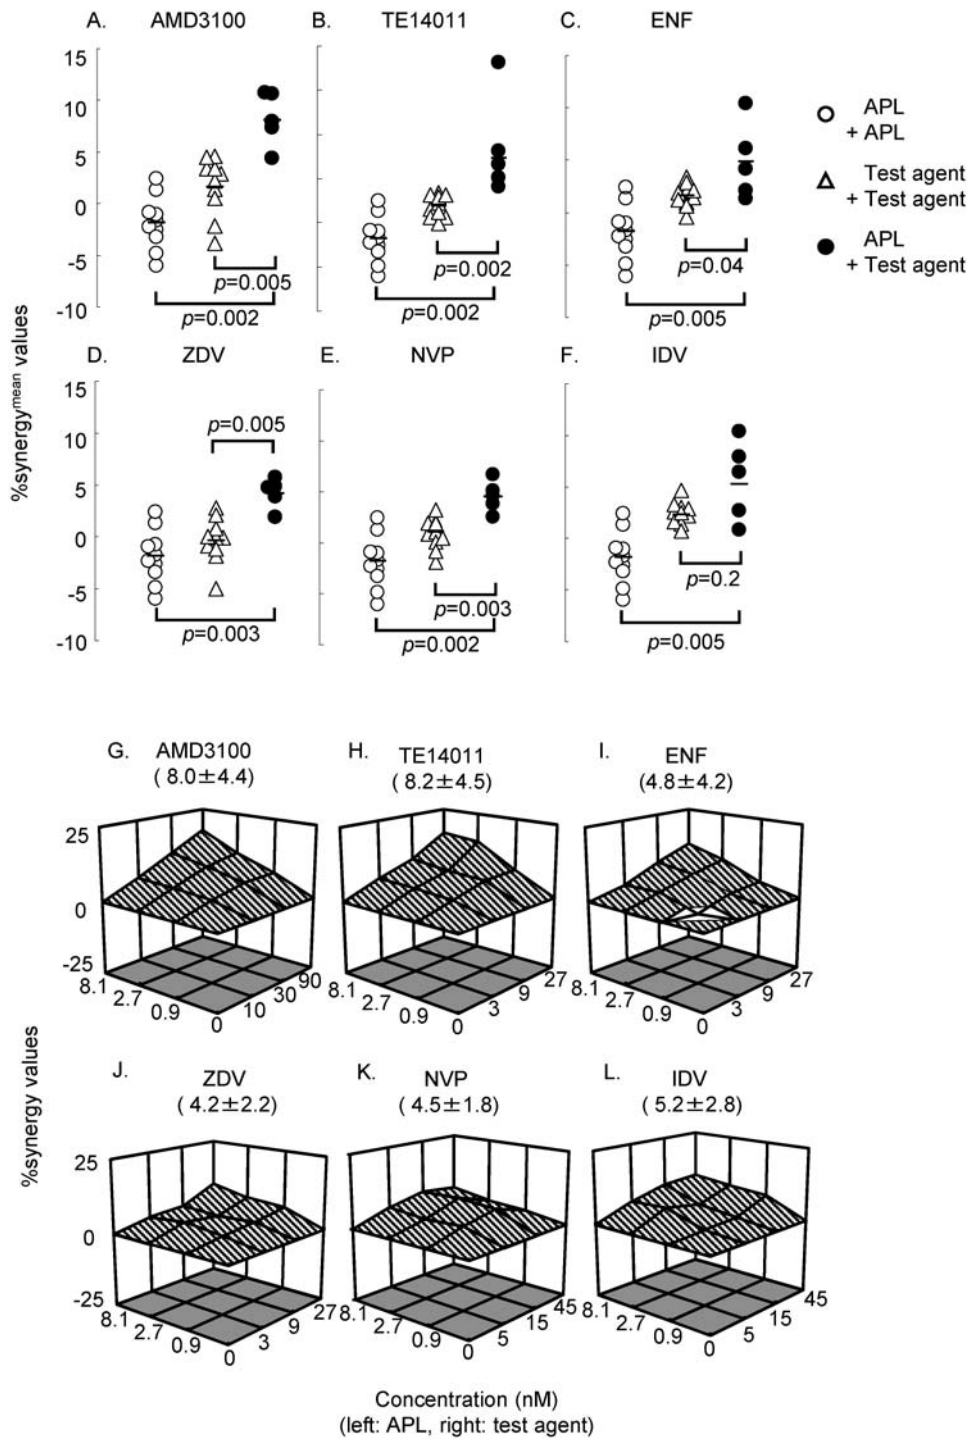 A. AMD3100
B. TE14011
C. ENF
15
10
5
0
-5
-10
p=0.005
p=0.002
p=0.002
p=0.002
p=0.04
p=0.005
APL
+ APL
Test agent
+ Test agent
APL
+ Test agent
%synergymean values
D. ZDV
E. NVP
F. IDV
15
10
5
0
-5
-10
p=0.005
p=0.003
p=0.003
p=0.002
p=0.2
p=0.005
G. AMD3100
( 8.0±4.4)
H. TE14011
( 8.2±4.5)
I. ENF
(4.8±4.2)
25
0
-25
8.1 2.7 0.9 0 10 30 90
8.1 2.7 0.9 0 3 9 27
8.1 2.7 0.9 0 3 9 27
%synergy values
J. ZDV
( 4.2±2.2)
K. NVP
( 4.5±1.8)
L. IDV
( 5.2±2.8)
25
0
-25
8.1 2.7 0.9 0 3 9 27
8.1 2.7 0.9 0 5 15 45
8.1 2.7 0.9 0 5 15 45
Concentration (nM)
(left: APL, right: test agent)